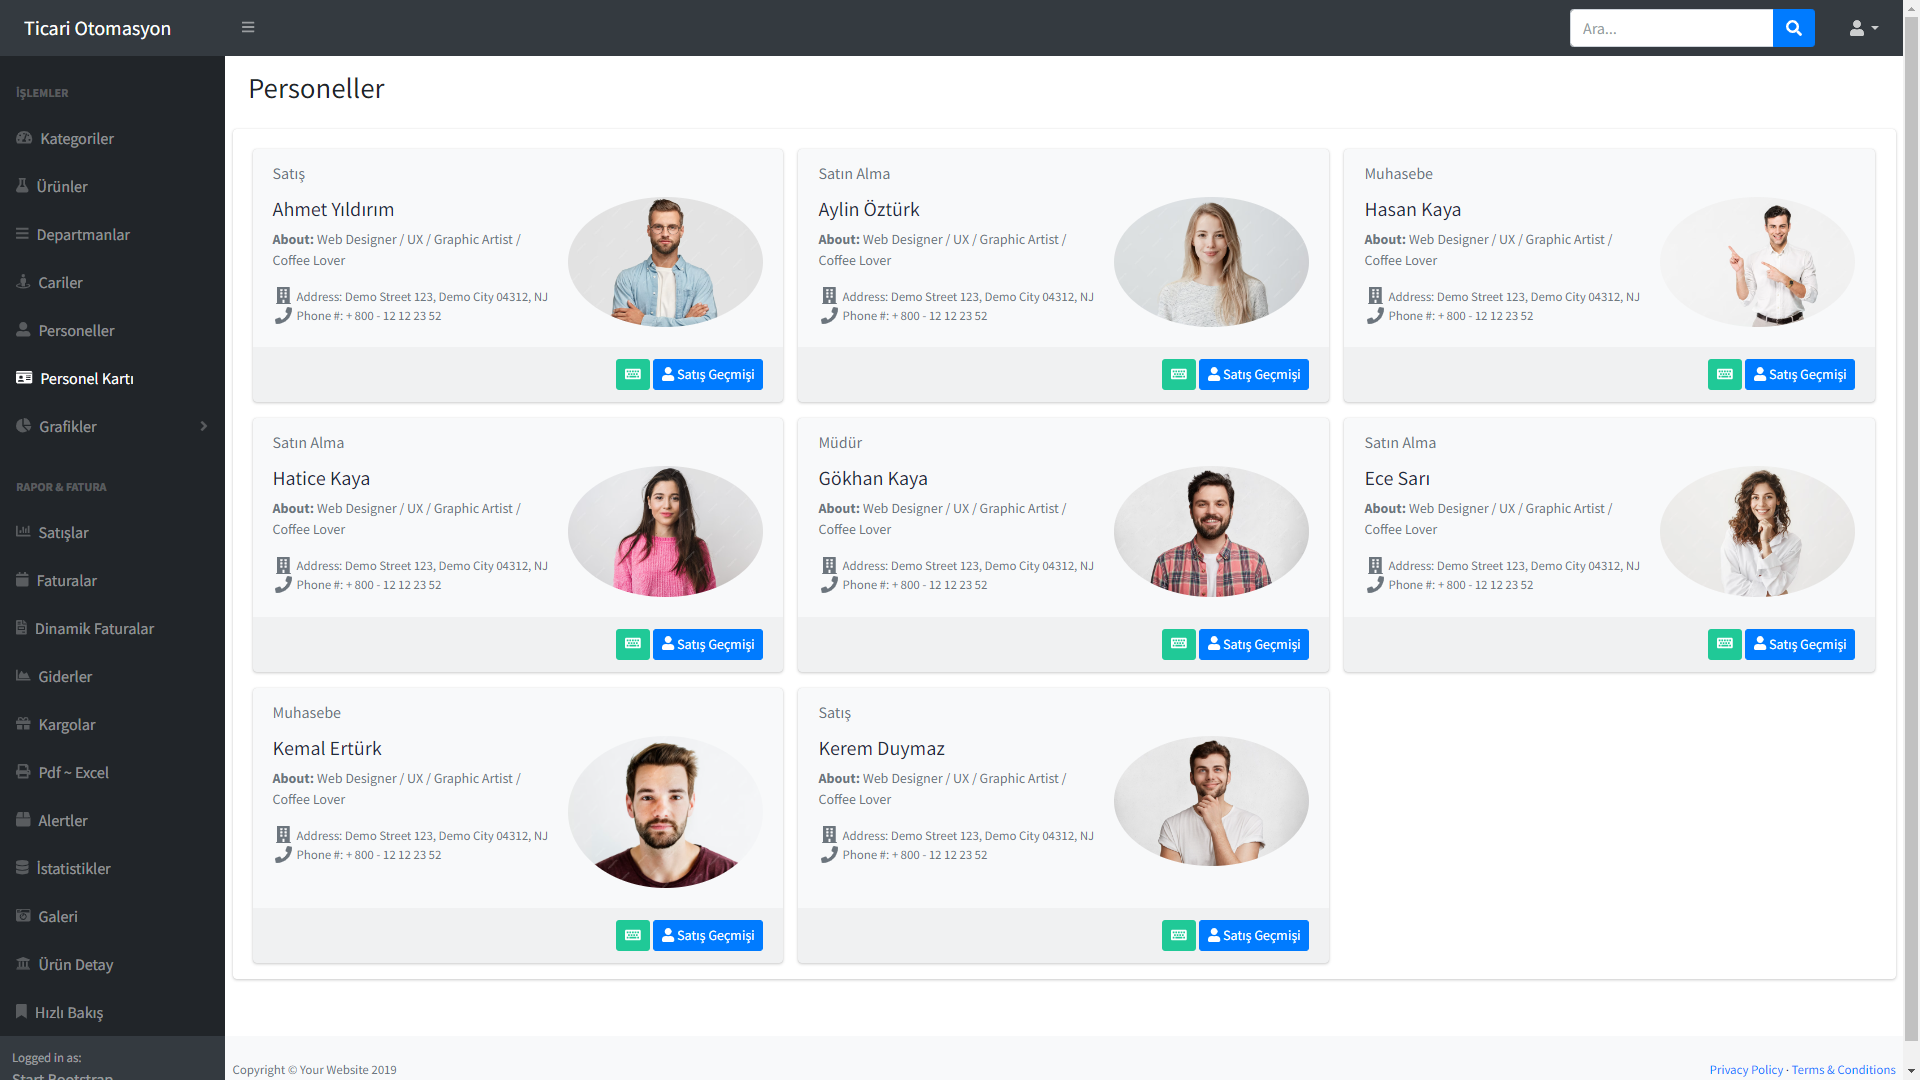 Ticari Otomasyon
Ara...
İŞLEMLER
Kategoriler
Ürünler
Departmanlar
Cariler
Personeller
Personel Kartı
Grafikler
RAPOR & FATURA
Satışlar
Faturalar
Dinamik Faturalar
Giderler
Kargolar
Pdf ~ Excel
Alertler
İstatistikler
Galeri
Ürün Detay
Hızlı Bakış
Logged in as:
Start Bootstrap
Personeller
Satış
Ahmet Yıldırım
About: Web Designer / UX / Graphic Artist /
Coffee Lover
Address: Demo Street 123, Demo City 04312, NJ
Phone #: + 800 - 12 12 23 52
Satış Geçmişi
Satın Alma
Aylin Öztürk
About: Web Designer / UX / Graphic Artist /
Coffee Lover
Address: Demo Street 123, Demo City 04312, NJ
Phone #: + 800 - 12 12 23 52
Satış Geçmişi
Muhasebe
Hasan Kaya
About: Web Designer / UX / Graphic Artist /
Coffee Lover
Address: Demo Street 123, Demo City 04312, NJ
Phone #: + 800 - 12 12 23 52
Satış Geçmişi
Satın Alma
Hatice Kaya
About: Web Designer / UX / Graphic Artist /
Coffee Lover
Address: Demo Street 123, Demo City 04312, NJ
Phone #: + 800 - 12 12 23 52
Satış Geçmişi
Müdür
Gökhan Kaya
About: Web Designer / UX / Graphic Artist /
Coffee Lover
Address: Demo Street 123, Demo City 04312, NJ
Phone #: + 800 - 12 12 23 52
Satış Geçmişi
Satın Alma
Ece Sarı
About: Web Designer / UX / Graphic Artist /
Coffee Lover
Address: Demo Street 123, Demo City 04312, NJ
Phone #: + 800 - 12 12 23 52
Satış Geçmişi
Muhasebe
Kemal Ertürk
About: Web Designer / UX / Graphic Artist /
Coffee Lover
Address: Demo Street 123, Demo City 04312, NJ
Phone #: + 800 - 12 12 23 52
Satış Geçmişi
Satış
Kerem Duymaz
About: Web Designer / UX / Graphic Artist /
Coffee Lover
Address: Demo Street 123, Demo City 04312, NJ
Phone #: + 800 - 12 12 23 52
Satış Geçmişi
Copyright © Your Website 2019
Privacy Policy · Terms & Conditions